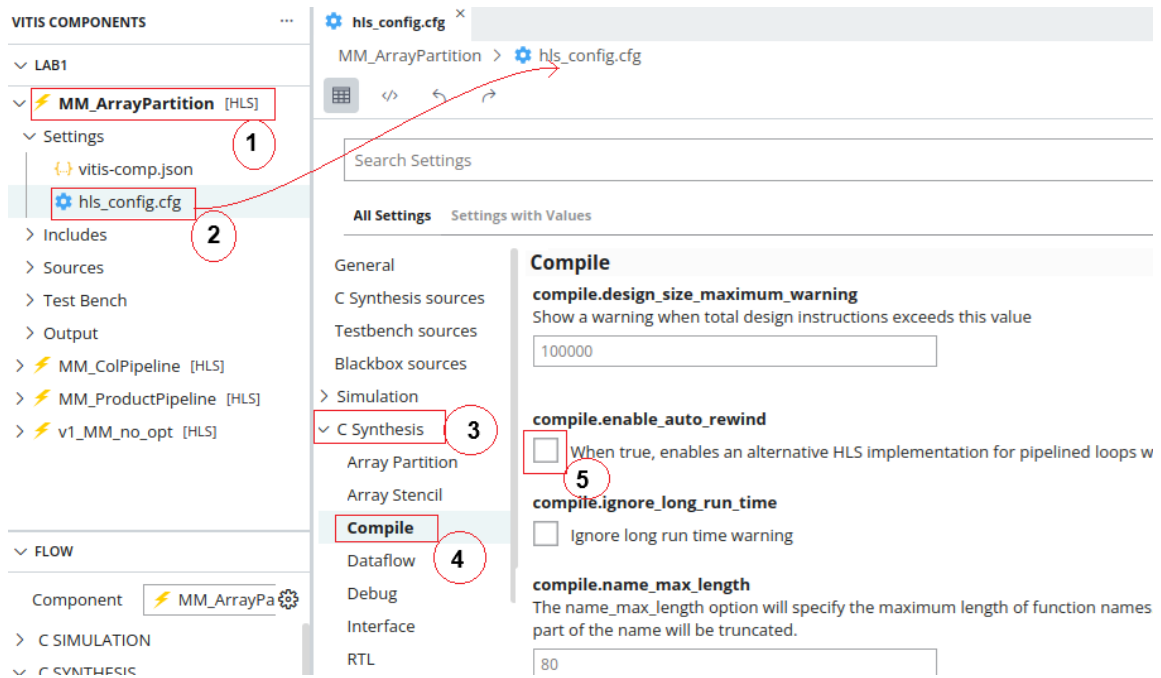 VITIS COMPONENTS ...
LAB1
MM_ArrayPartition [HLS]
1
Settings
{..} vitis-comp.json
hls_config.cfg
2
Includes
Sources
Test Bench
Output
MM_ColPipeline [HLS]
MM_ProductPipeline [HLS]
v1_MM_no_opt [HLS]
FLOW
Component MM_ArrayPa
C SIMULATION
C SYNTHESIS
hls_config.cfg ×
MM_ArrayPartition > hls_config.cfg
</>
Search Settings
All Settings Settings with Values
General
C Synthesis sources
Testbench sources
Blackbox sources
Simulation
C Synthesis
3
Array Partition
Array Stencil
Compile
4
Dataflow
Debug
Interface
RTL
Compile
compile.design_size_maximum_warning
Show a warning when total design instructions exceeds this value
100000
compile.enable_auto_rewind
When true, enables an alternative HLS implementation for pipelined loops w
5
compile.ignore_long_run_time
Ignore long run time warning
compile.name_max_length
The name_max_length option will specify the maximum length of function names
part of the name will be truncated.
80